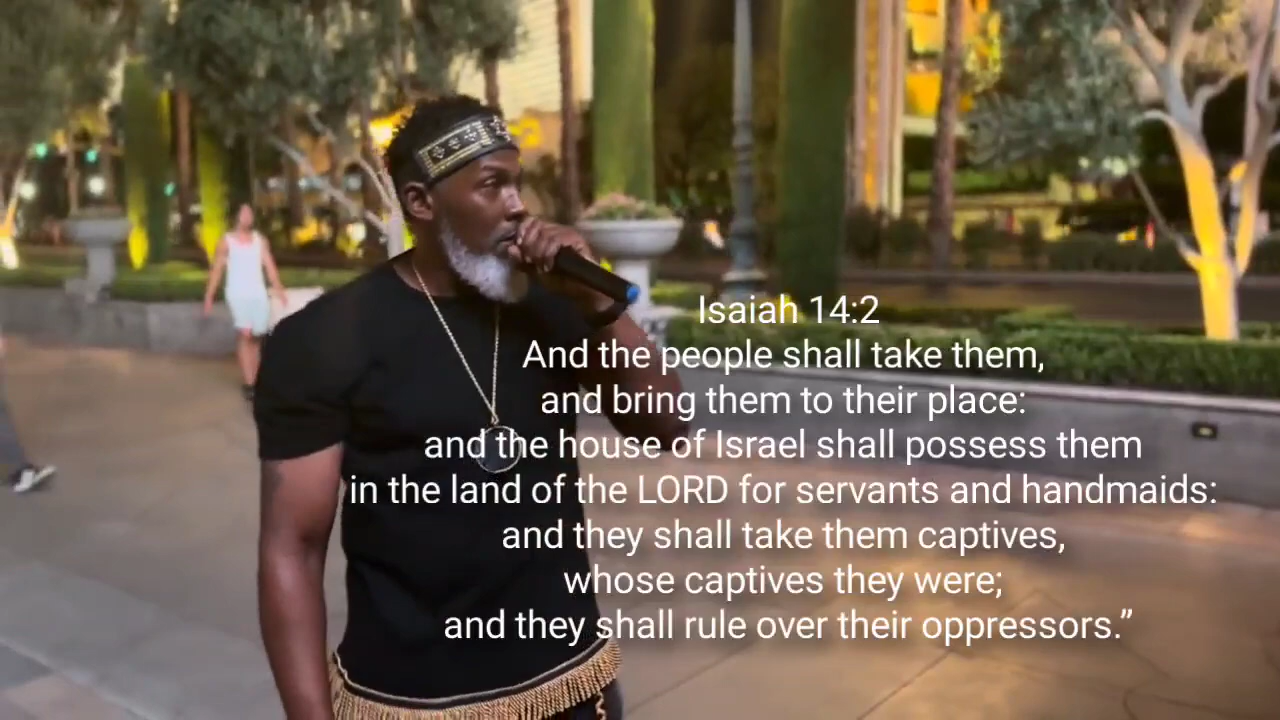 Isaiah 14:2
And the people shall take them,
and bring them to their place:
and the house of Israel shall possess them
in the land of the LORD for servants and handmaids:
and they shall take them captives,
whose captives they were;
and they shall rule over their oppressors.”